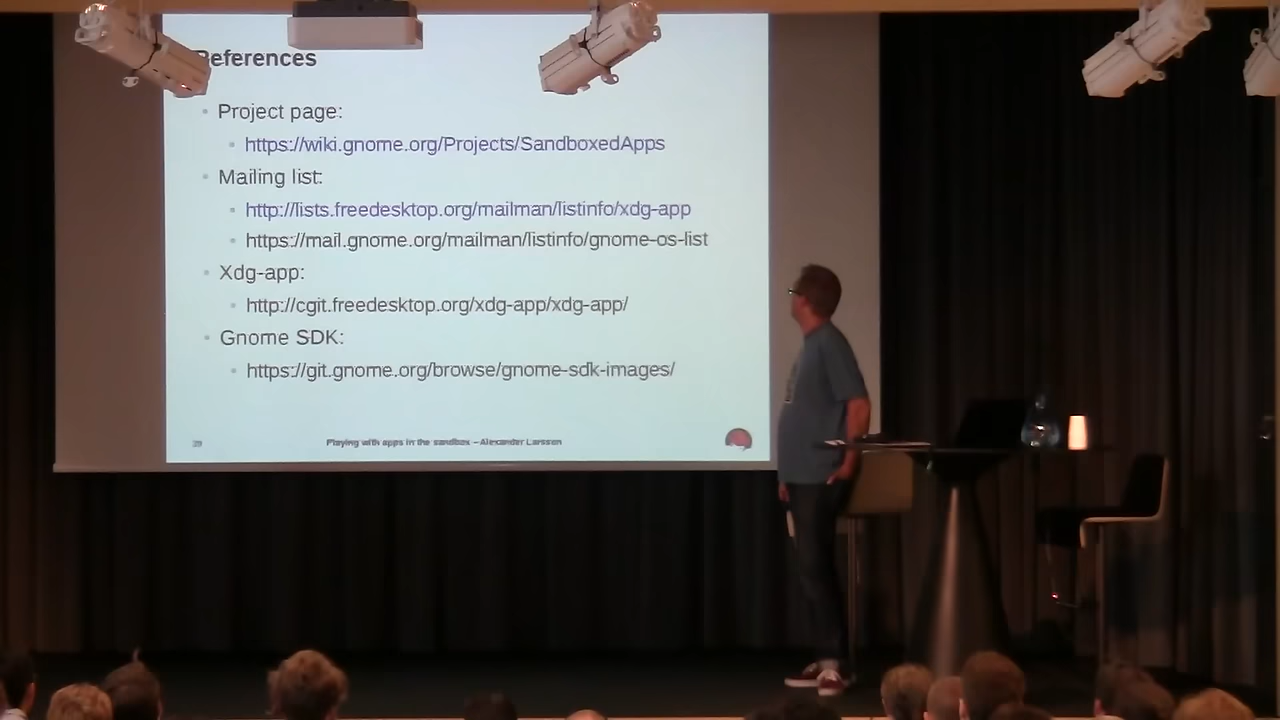 References
Project page:
https://wiki.gnome.org/Projects/SandboxedApps
Mailing list:
http://lists.freedesktop.org/mailman/listinfo/xdg-app
https://mail.gnome.org/mailman/listinfo/gnome-os-list
Xdg-app:
http://cgit.freedesktop.org/xdg-app/xdg-app/
Gnome SDK:
https://git.gnome.org/browse/gnome-sdk-images/
Playing with apps in the sandbox – Alexander Larsson